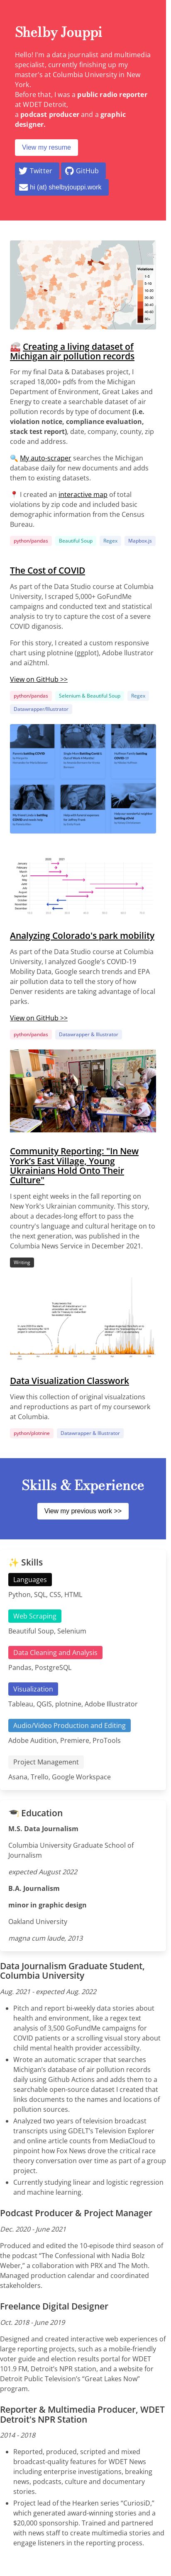 Shelby Jouppi
Hello! I'm a data journalist and multimedia
specialist, currently finishing up my
master's at Columbia University in New
York.
Before that, I was a public radio reporter
at WDET Detroit,
a podcast producer and a graphic
designer.
View my resume
Twitter
GitHub
hi (at) shelbyjouppi.work
Violations
🏭 Creating a living dataset of
Michigan air pollution records
For my final Data & Databases project, I
scraped 18,000+ pdfs from the Michigan
Department of Environment, Great Lakes and
Energy to create a searchable dataset of air
pollution records by type of document (i.e.
violation notice, compliance evaluation,
stack test report), date, company, county, zip
code and address.
🔍 My auto-scraper searches the Michigan
database daily for new documents and adds
them to existing datasets.
📍 I created an interactive map of total
violations by zip code and included basic
demographic information from the Census
Bureau.
python/pandas
Beautiful Soup
Regex
Mapbox.js
The Cost of COVID
As part of the Data Studio course at Columbia
University, I scraped 5,000+ GoFundMe
campaigns and conducted text and statistical
analysis to try to capture the cost of a severe
COVID diganosis.
For this story, I created a custom responsive
chart using plotnine (ggplot), Adobe Ilustrator
and ai2html.
View on GitHub >>
python/pandas
Selenium & Beautiful Soup
Regex
Datawrapper/Illustrator
Analyzing Colorado's park mobility
As part of the Data Studio course at Columbia
University, I analyzed Google's COVID-19
Mobility Data, Google search trends and EPA
air pollution data to tell the story of how
Denver residents are taking advantage of local
parks.
View on GitHub >>
python/pandas
Datawrapper & Illustrator
Community Reporting: "In New
York's East Village, Young
Ukrainians Hold Onto Their
Culture"
I spent eight weeks in the fall reporting on
New York's Ukranian community. This story,
about a decades-long effort to pass the
country's language and cultural heritage on to
the next generation, was published in the
Columbia News Service in December 2021.
Writing
Data Visualization Classwork
View this collection of original visualzations
and reproductions as part of my coursework
at Columbia.
python/plotnine
Datawrapper & Illustrator
Skills & Experience
View my previous work >>
✨ Skills
Languages
Python, SQL, CSS, HTML
Web Scraping
Beautiful Soup, Selenium
Data Cleaning and Analysis
Pandas, PostgreSQL
Visualization
Tableau, QGIS, plotnine, Adobe Illustrator
Audio/Video Production and Editing
Adobe Audition, Premiere, ProTools
Project Management
Asana, Trello, Google Workspace
🎓 Education
M.S. Data Journalism
Columbia University Graduate School of
Journalism
expected August 2022
B.A. Journalism
minor in graphic design
Oakland University
magna cum laude, 2013
Data Journalism Graduate Student,
Columbia University
Aug. 2021 - expected Aug. 2022
Pitch and report bi-weekly data stories about
health and environment, like a regex text
analysis of 3,500 GoFundMe campaigns for
COVID patients or a scrolling visual story about
child mental health provider accessibilty.
Wrote an automatic scraper that searches
Michigan's database of air pollution records
daily using Github Actions and adds them to a
searchable open-source dataset I created that
links documents to the names and locations of
pollution sources.
Analyzed two years of television broadcast
transcripts using GDELT's Television Explorer
and online article counts from MediaCloud to
pinpoint how Fox News drove the critical race
theory conversation over time as part of a group
project.
Currently studying linear and logistic regression
and machine learning.
Podcast Producer & Project Manager
Dec. 2020 - June 2021
Produced and edited the 10-episode third season of
the podcast "The Confessional with Nadia Bolz
Weber," a collaboration with PRX and The Moth.
Managed production calendar and coordinated
stakeholders.
Freelance Digital Designer
Oct. 2018 - June 2019
Designed and created interactive web experiences of
large reporting projects, such as a mobile-friendly
voter guide and election results portal for WDET
101.9 FM, Detroit's NPR station, and a website for
Detroit Public Television's "Great Lakes Now"
program.
Reporter & Multimedia Producer, WDET
Detroit's NPR Station
2014 - 2018
Reported, produced, scripted and mixed
broadcast-quality features for WDET News
including enterprise investigations, breaking
news, podcasts, culture and documentary
stories.
Project lead of the Hearken series "CuriosiD,"
which generated award-winning stories and a
$20,000 sponsorship. Trained and partnered
with news staff to create multimedia stories and
engage listeners in the reporting process.